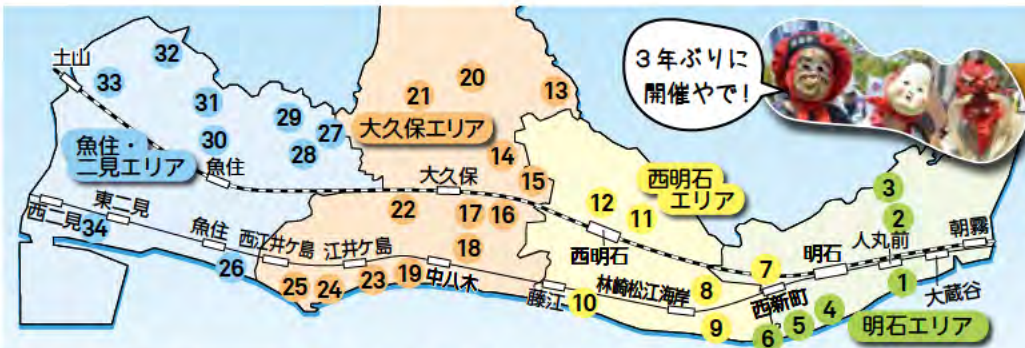 3年ぶりに
開催やで！
土山
32
33
31
29
27
30
28
魚住・
二見エリア
魚住
東二見
西二見
34
魚住
26
20
21
13
大久保エリア
14
15
大久保
22
17
16
18
西江井ケ島
江井ケ島
25
24
23
19
中八木
西明石
エリア
12
11
西明石
藤江
10
林崎松江海岸
8
9
7
明石
西新町
6
5
4
明石エリア
3
2
人丸前
朝霧
1
大蔵谷